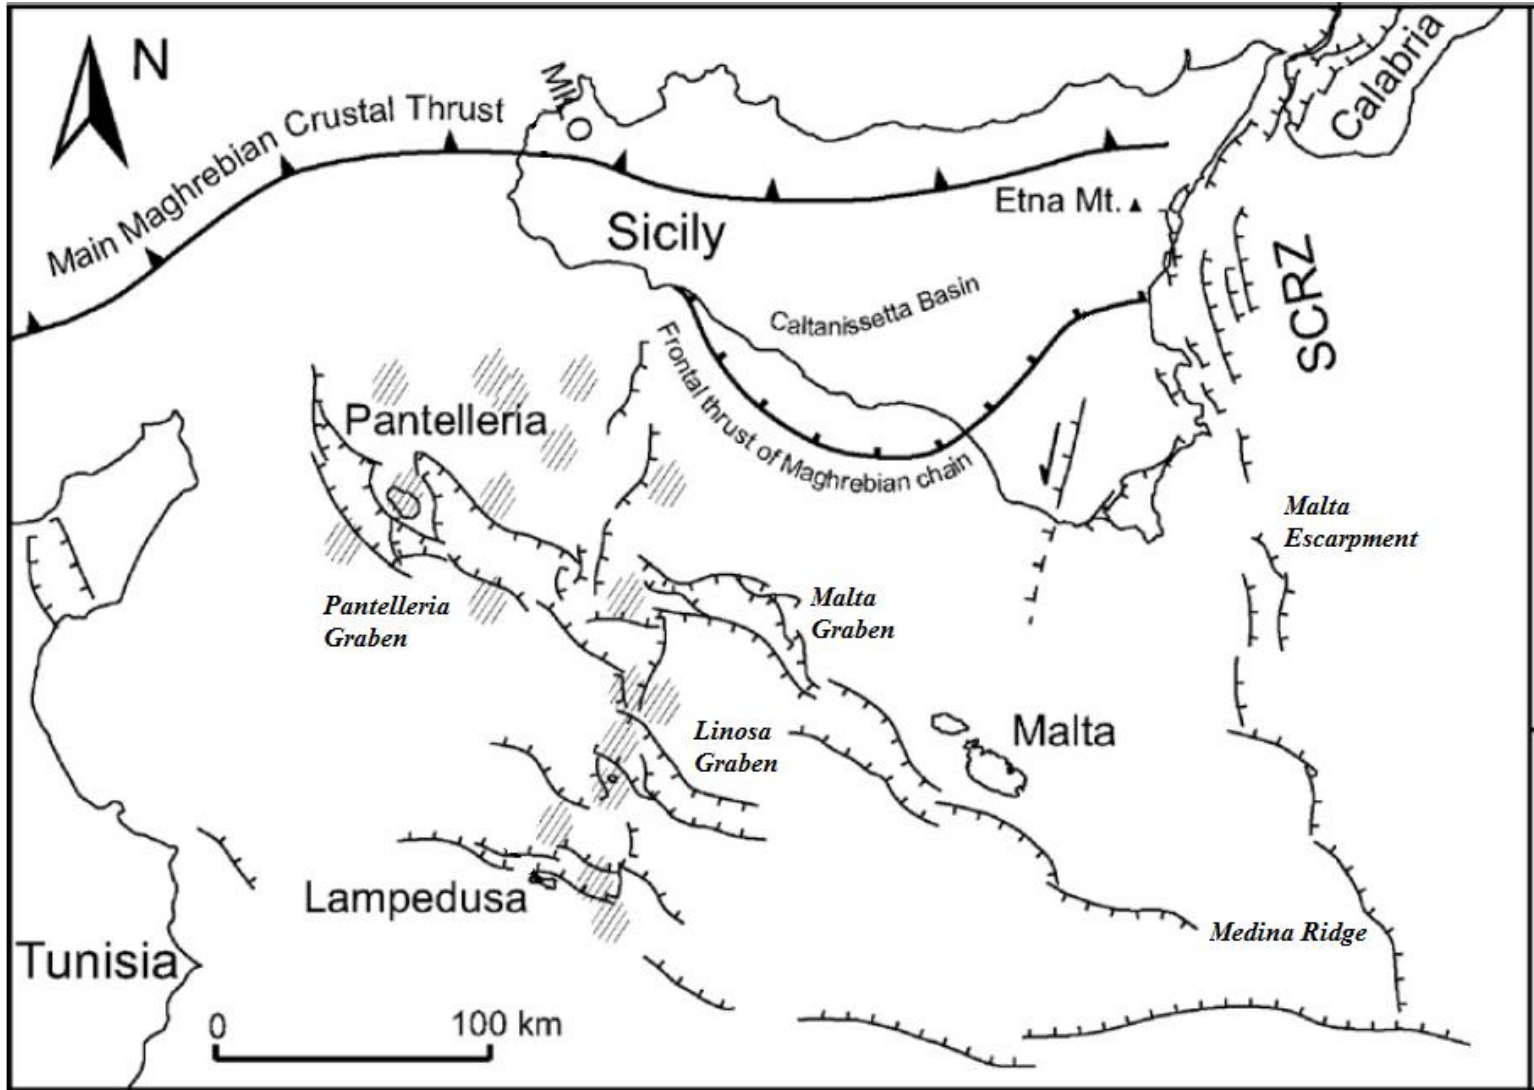 N
Main Maghrebian Crustal Thrust
Mk
Calabria
Etna Mt.
Sicily
SCRZ
Caltanissetta Basin
Frontal thrust of Maghrebian chain
Pantelleria
Malta
Escarpment
Pantelleria
Graben
Malta
Graben
Linosa
Graben
Malta
Lampedusa
Medina Ridge
Tunisia
0
100 km